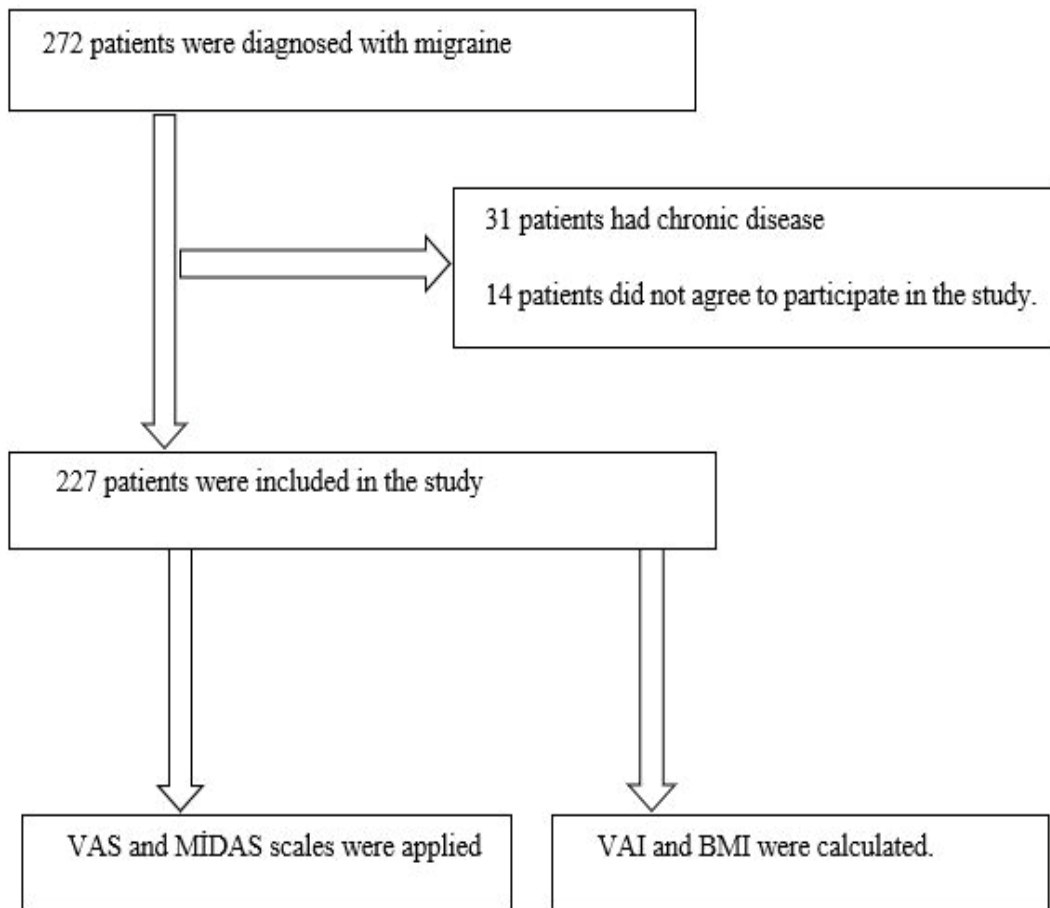 272 patients were diagnosed with migraine
31 patients had chronic disease
14 patients did not agree to participate in the study.
227 patients were included in the study
VAS and MİDAS scales were applied
VAI and BMI were calculated.